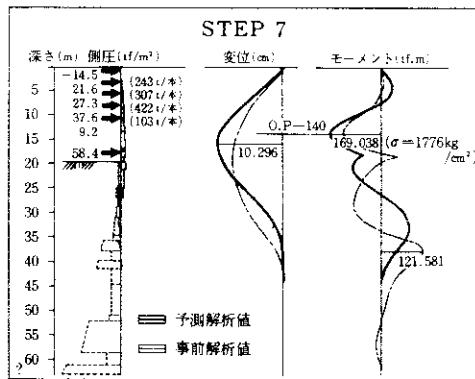 STEP 7
深さ(m) 側圧(tf/m²) 変位(cm) モーメント(tf.m)
-14.5
5 21.6 (243t/本)
27.3 (307t/本)
10 37.6 (422t/本)
9.2 (103t/本)
O.P-140
15
58.4 10.296 169.038 (σ=1776kg/cm²)
20
25
30
35
40 121.581
45
50
55 予測解析値
60 事前解析値